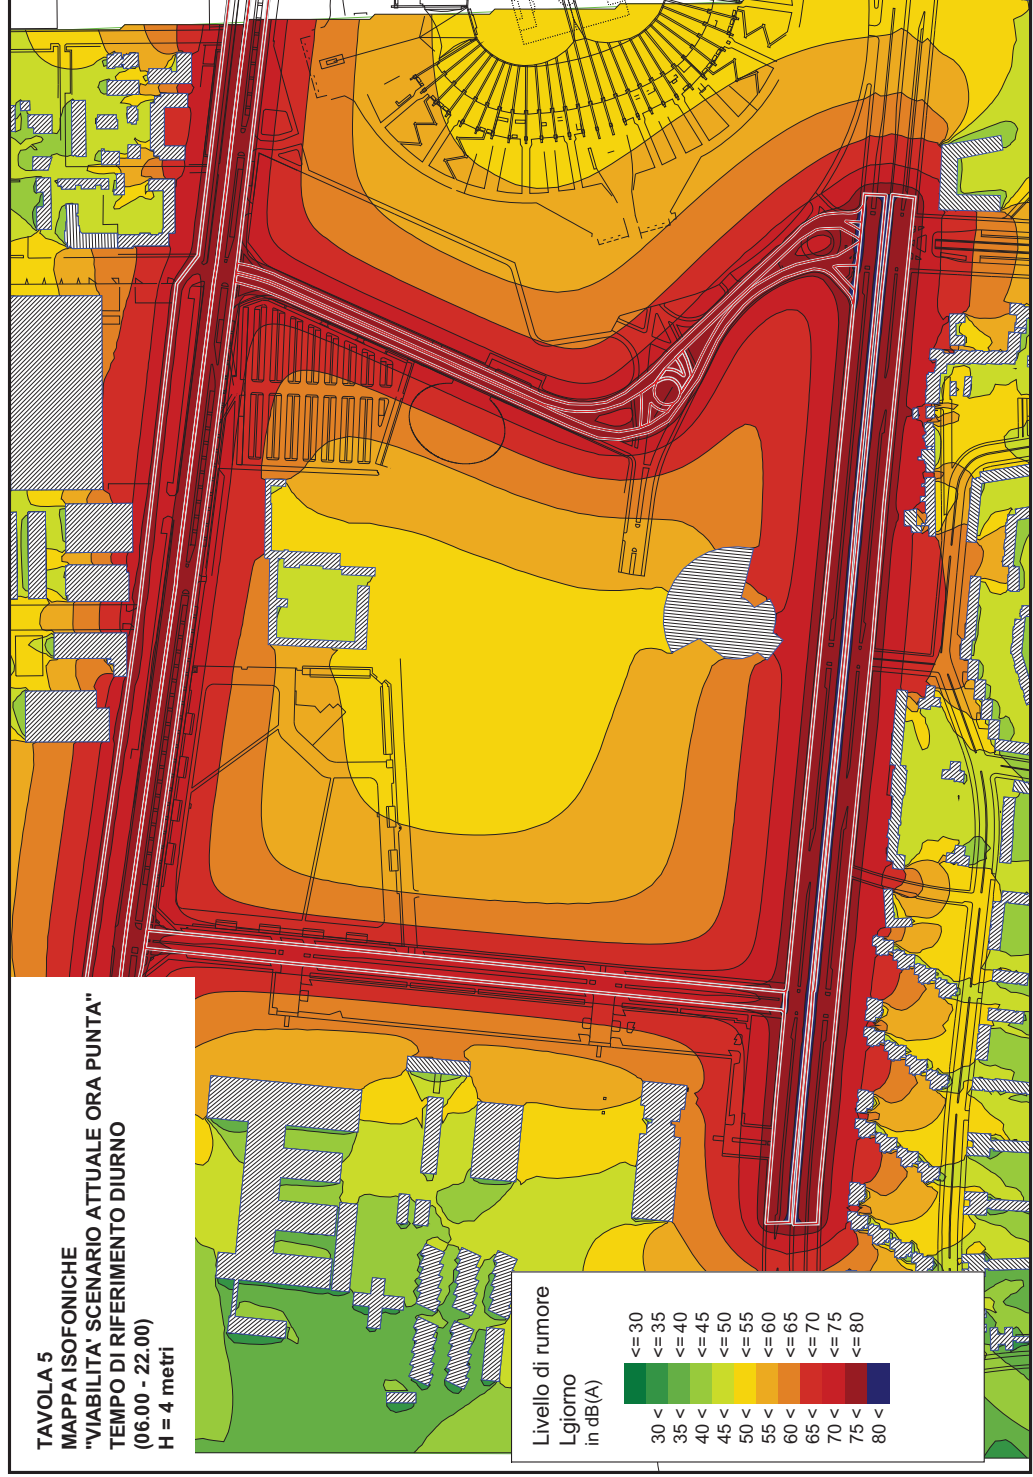 TAVOLA 5
MAPPA ISOFONICHE
"VIABILITA' SCENARIO ATTUALE ORA PUNTA"
TEMPO DI RIFERIMENTO DIURNO
(06.00 - 22.00)
H = 4 metri
Livello di rumore
Lgiorno
in dB(A)
<= 30
30 < <= 35
35 < <= 40
40 < <= 45
45 < <= 50
50 < <= 55
55 < <= 60
60 < <= 65
65 < <= 70
70 < <= 75
75 < <= 80
80 <